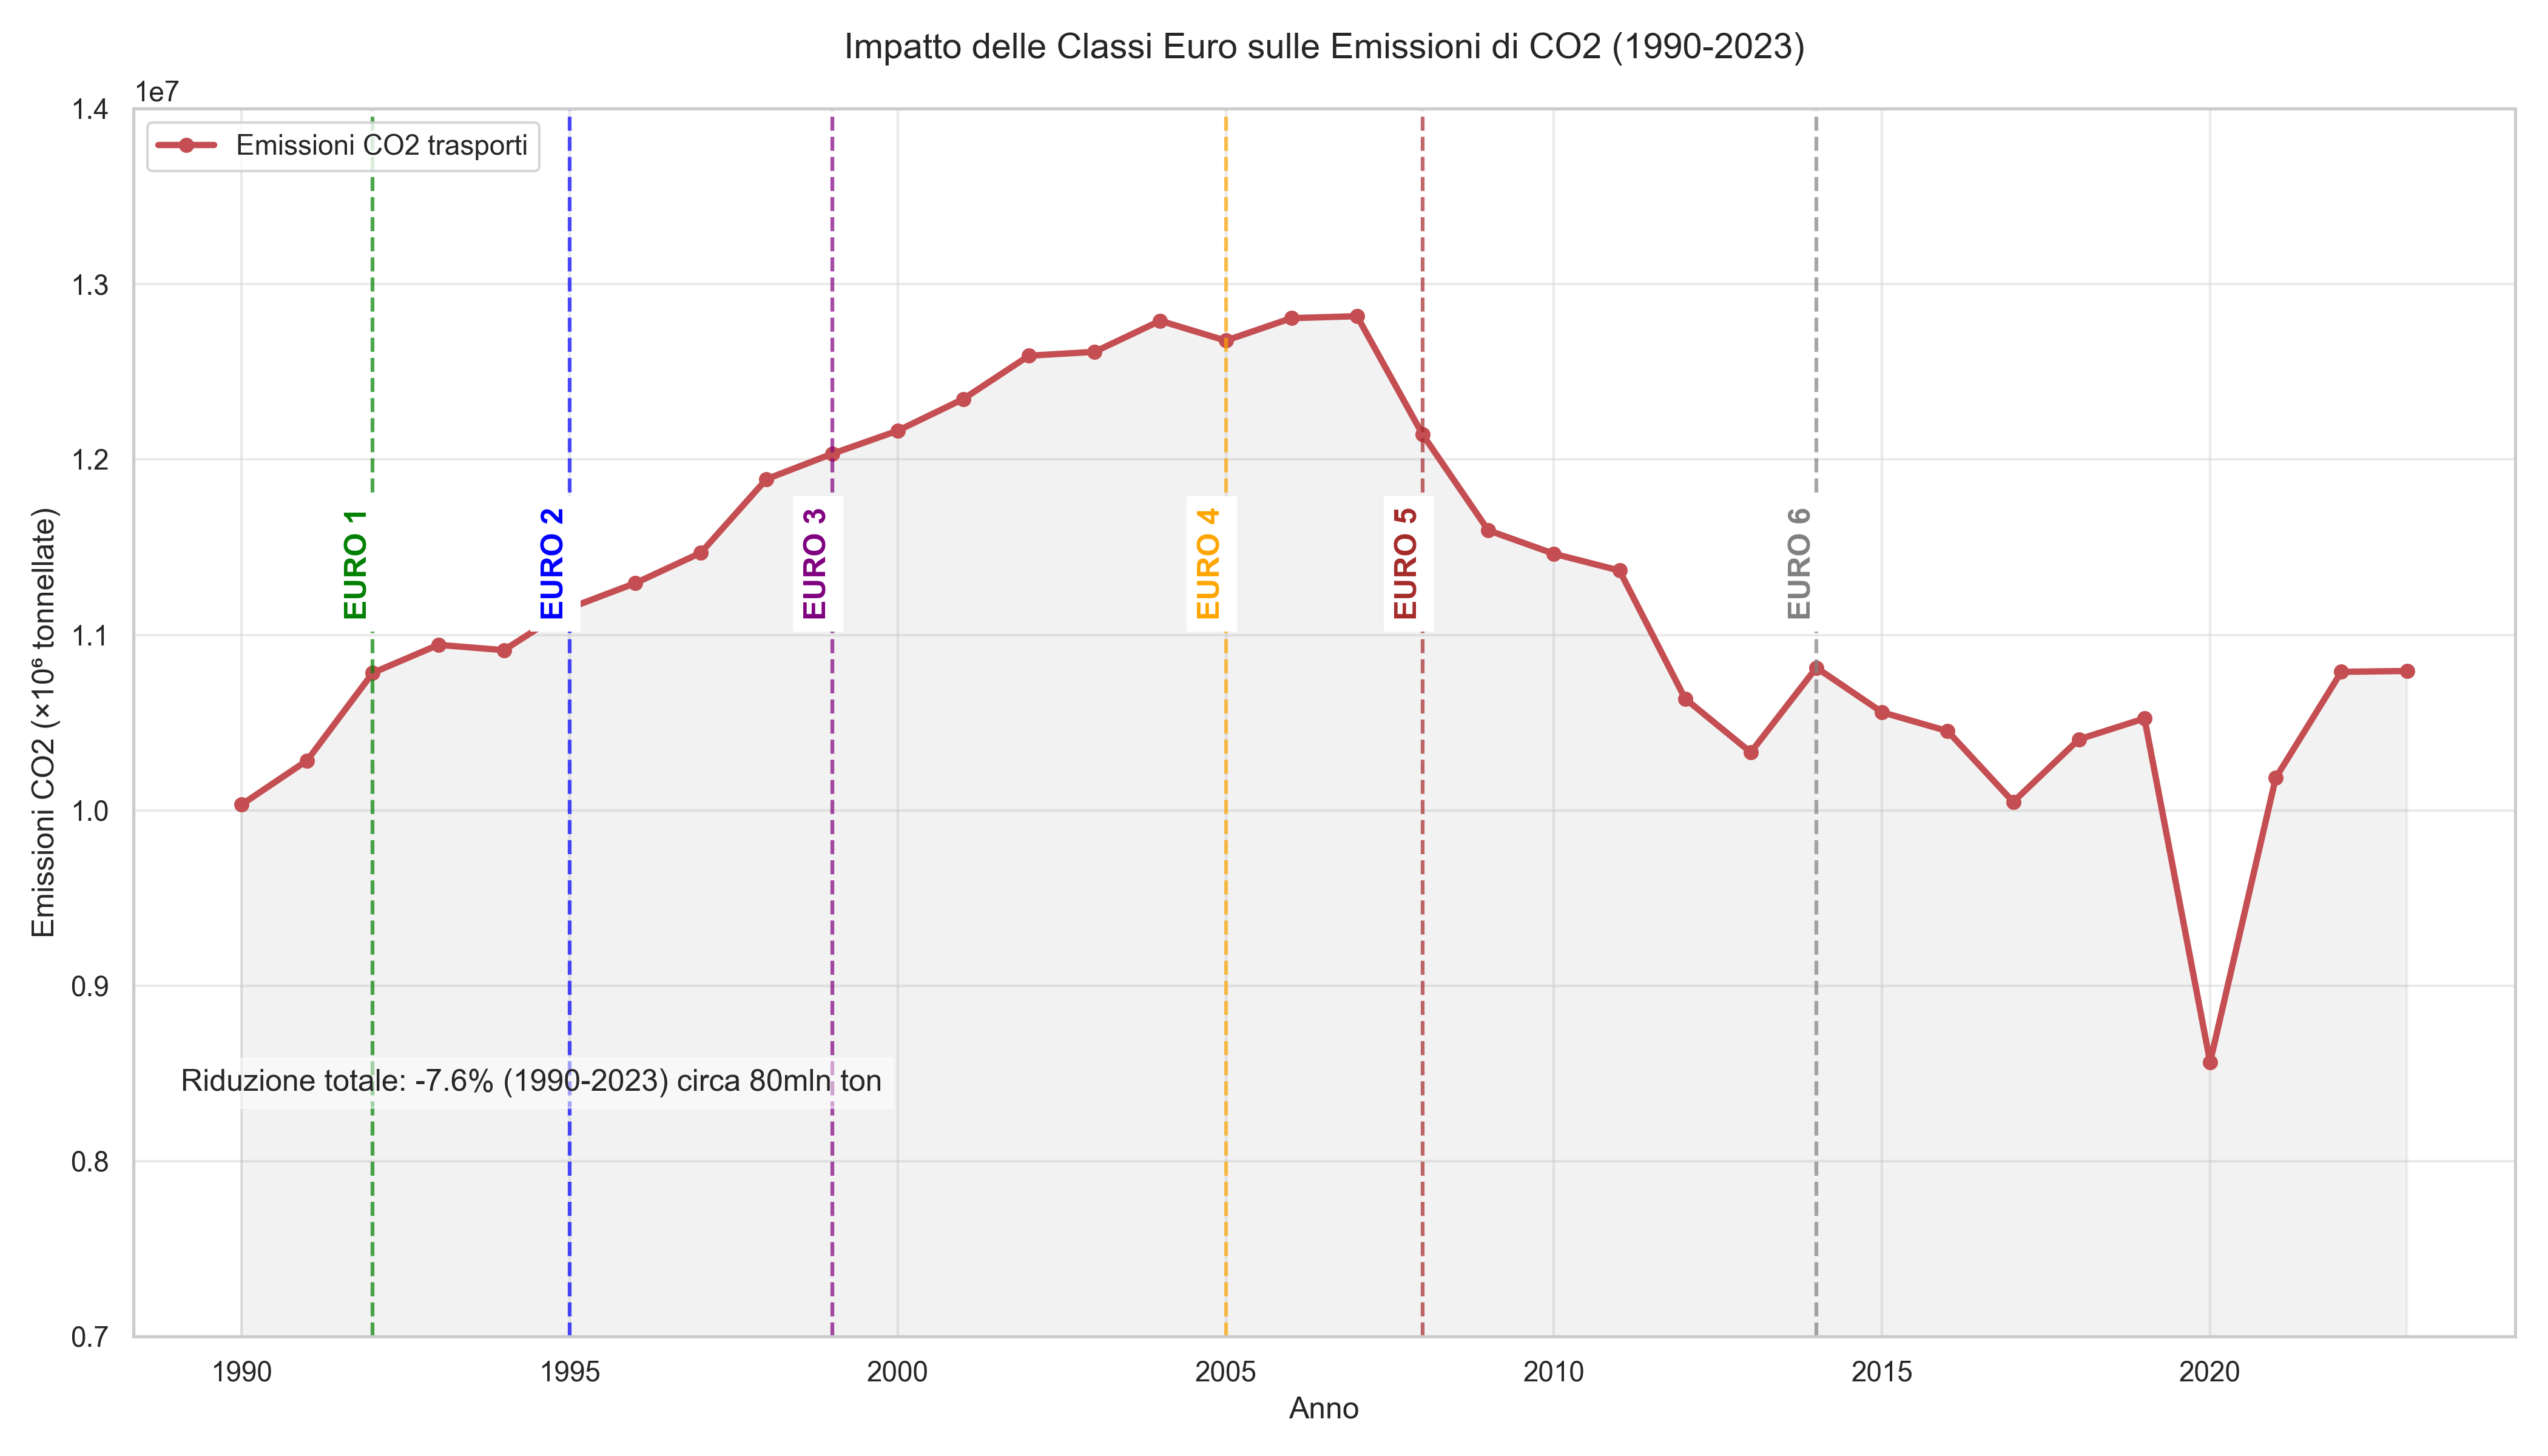 Impatto delle Classi Euro sulle Emissioni di CO2 (1990-2023)
1e7
1.4
1.3
1.2
1.1
1.0
0.9
0.8
0.7
Emissioni CO2 (×10⁶ tonnellate)
Emissioni CO2 trasporti
EURO 1
EURO 2
EURO 3
EURO 4
EURO 5
EURO 6
Riduzione totale: -7.6% (1990-2023) circa 80mln ton
1990
1995
2000
2005
2010
2015
2020
Anno